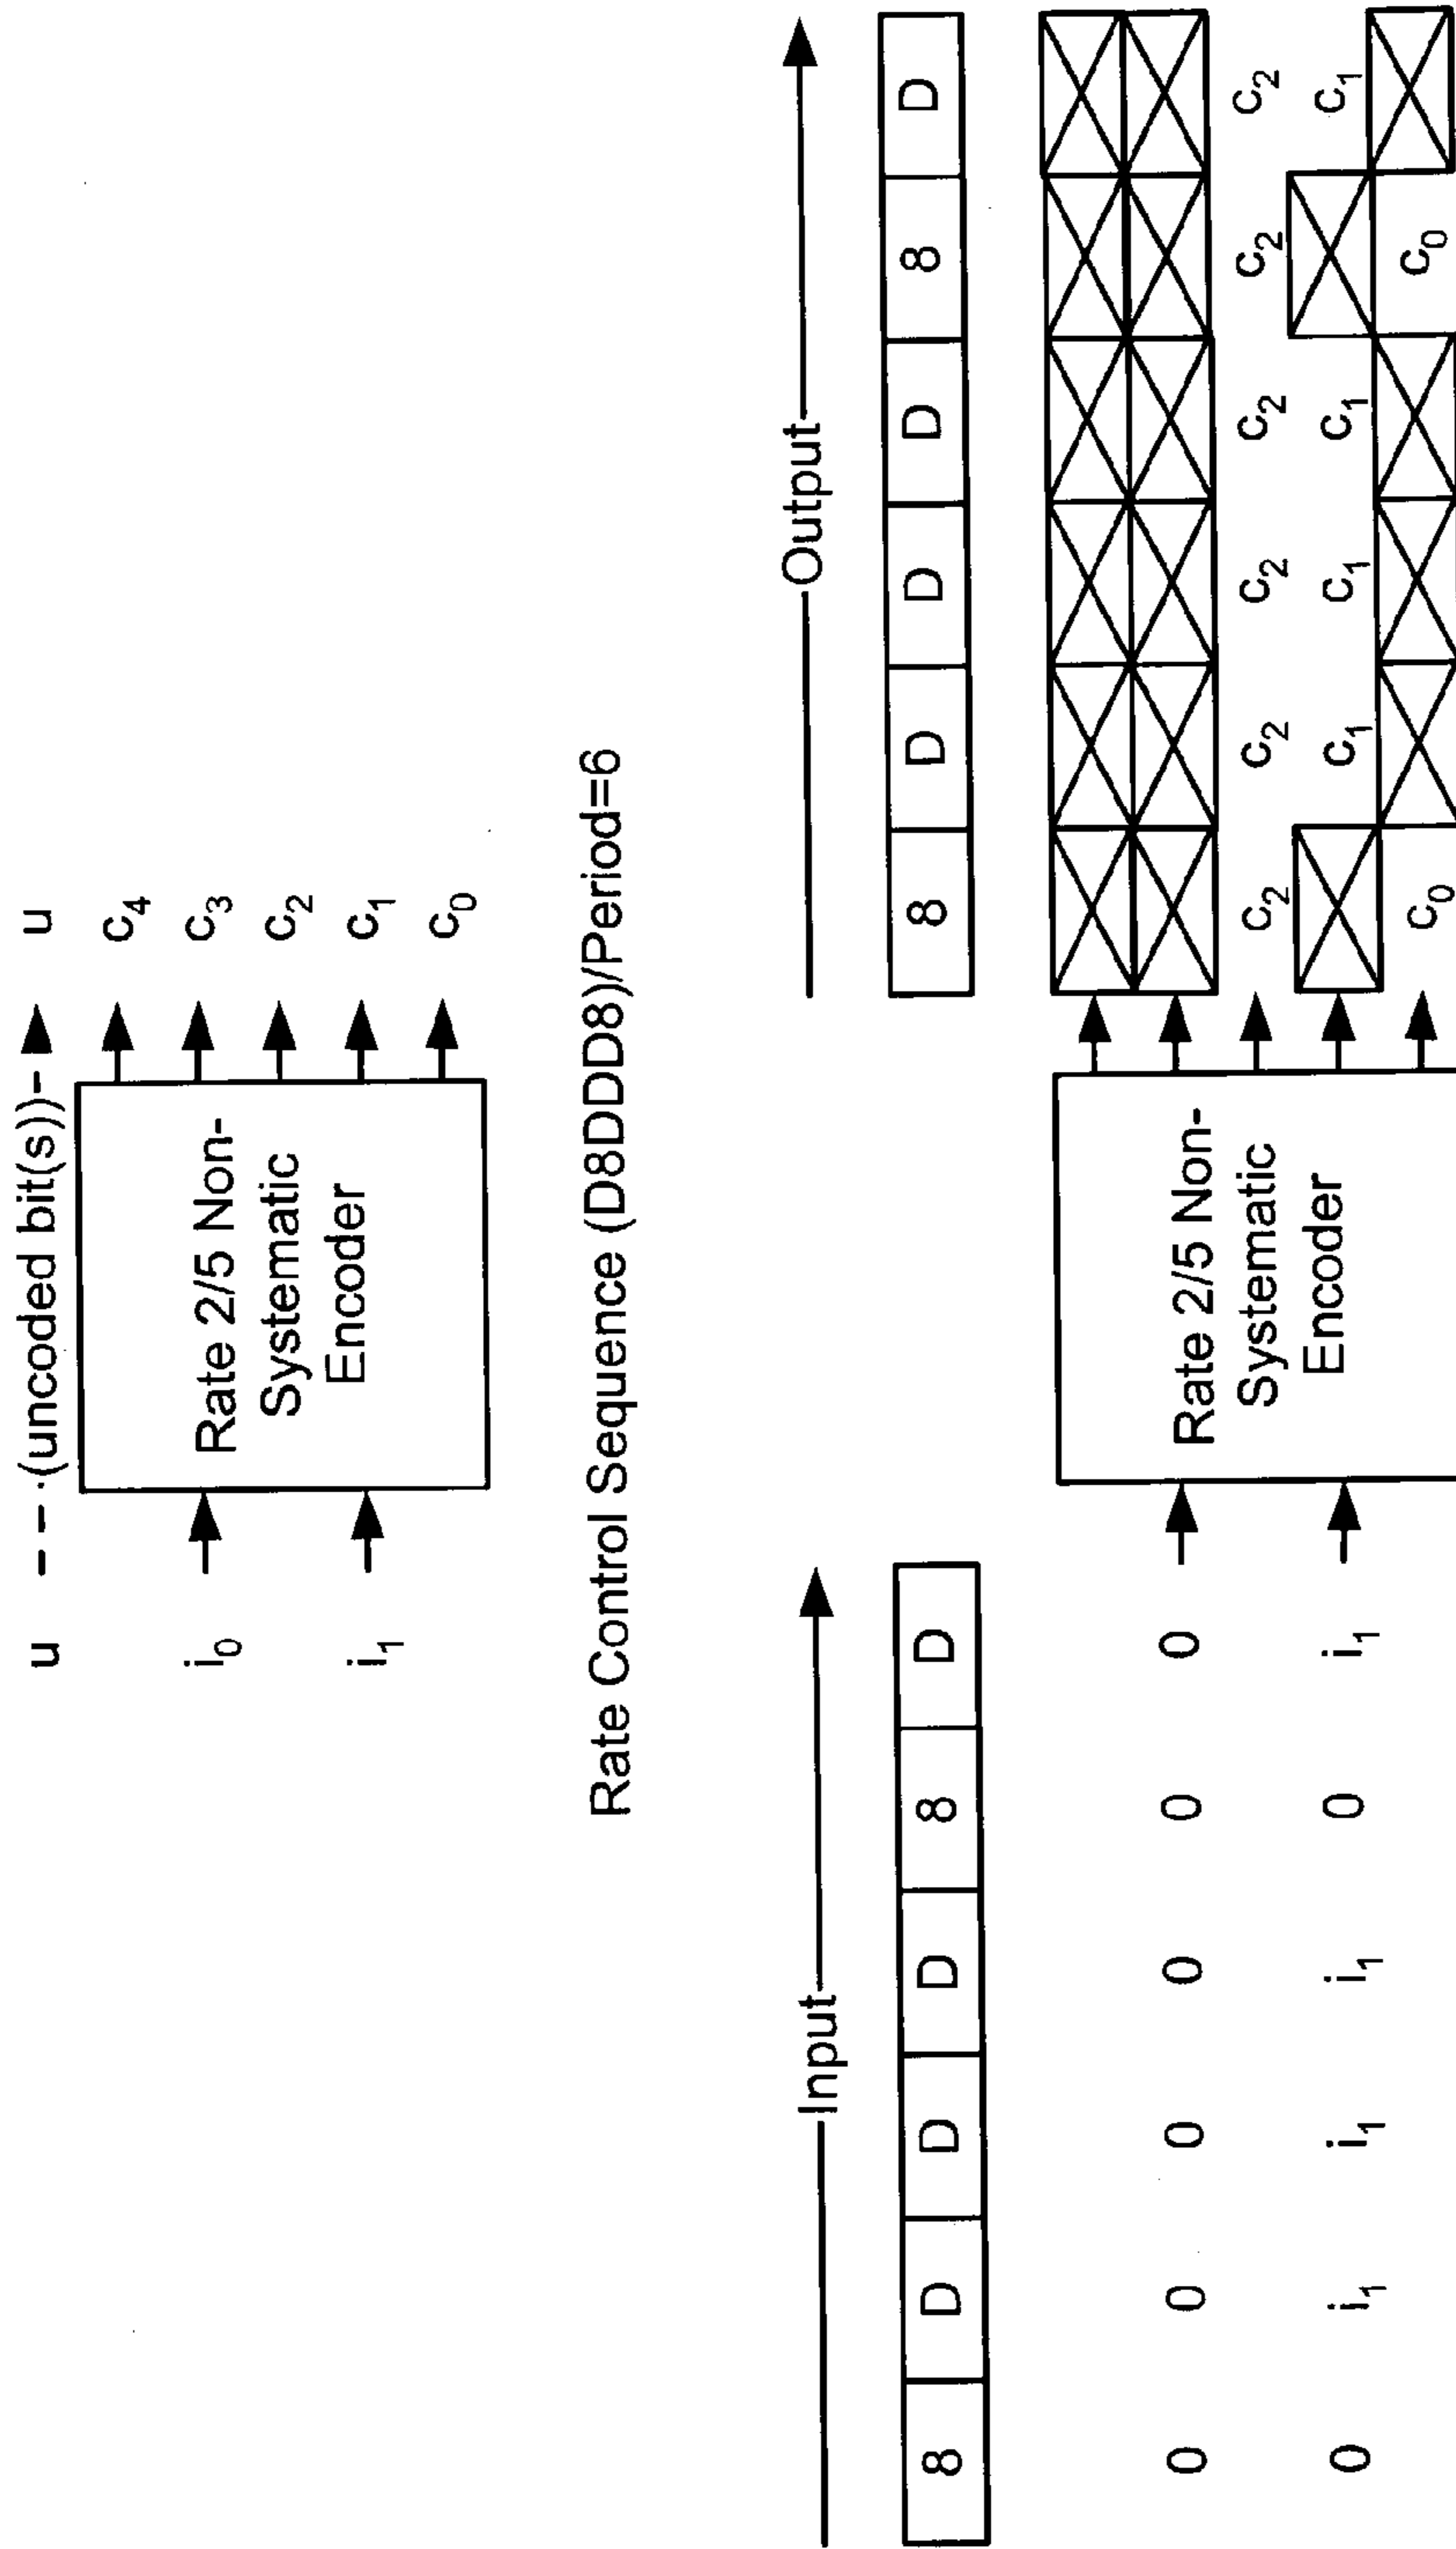 u - - -(uncoded bit(s))- u
i₀
i₁
Rate 2/5 Non-
Systematic
Encoder
c₄
c₃
c₂
c₁
c₀
Rate Control Sequence (D8DDD8)/Period=6
Input
8 D D D 8 D
0 0 0 0 0 0
0 i₁ i₁ i₁ 0 i₁
Rate 2/5 Non-
Systematic
Encoder
Output
8 D D D 8 D
c₂ c₂ c₂ c₂ c₂ c₂
c₁ c₁ c₁ c₁
c₀ c₀